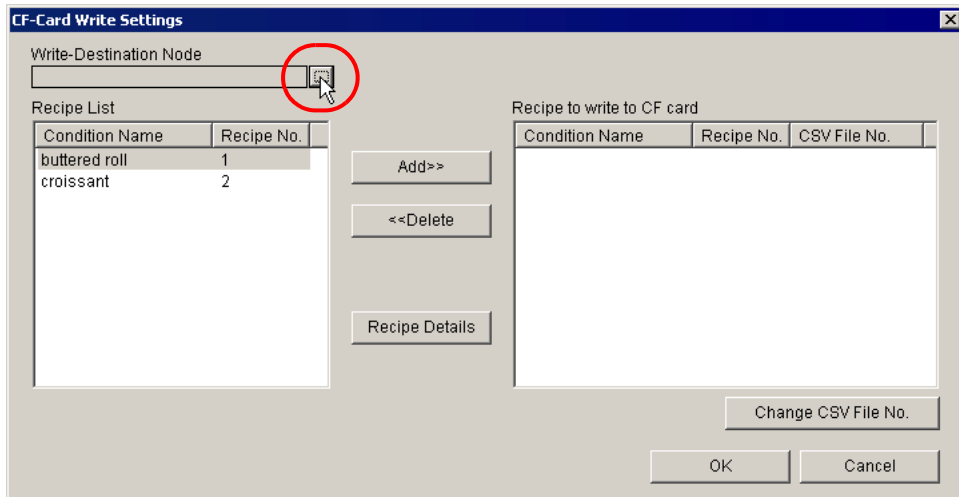 CF-Card Write Settings
Write-Destination Node
...
Recipe List
Condition Name Recipe No.
buttered roll 1
croissant 2
Add>>
<<Delete
Recipe Details
Recipe to write to CF card
Condition Name Recipe No. CSV File No.
Change CSV File No.
OK Cancel